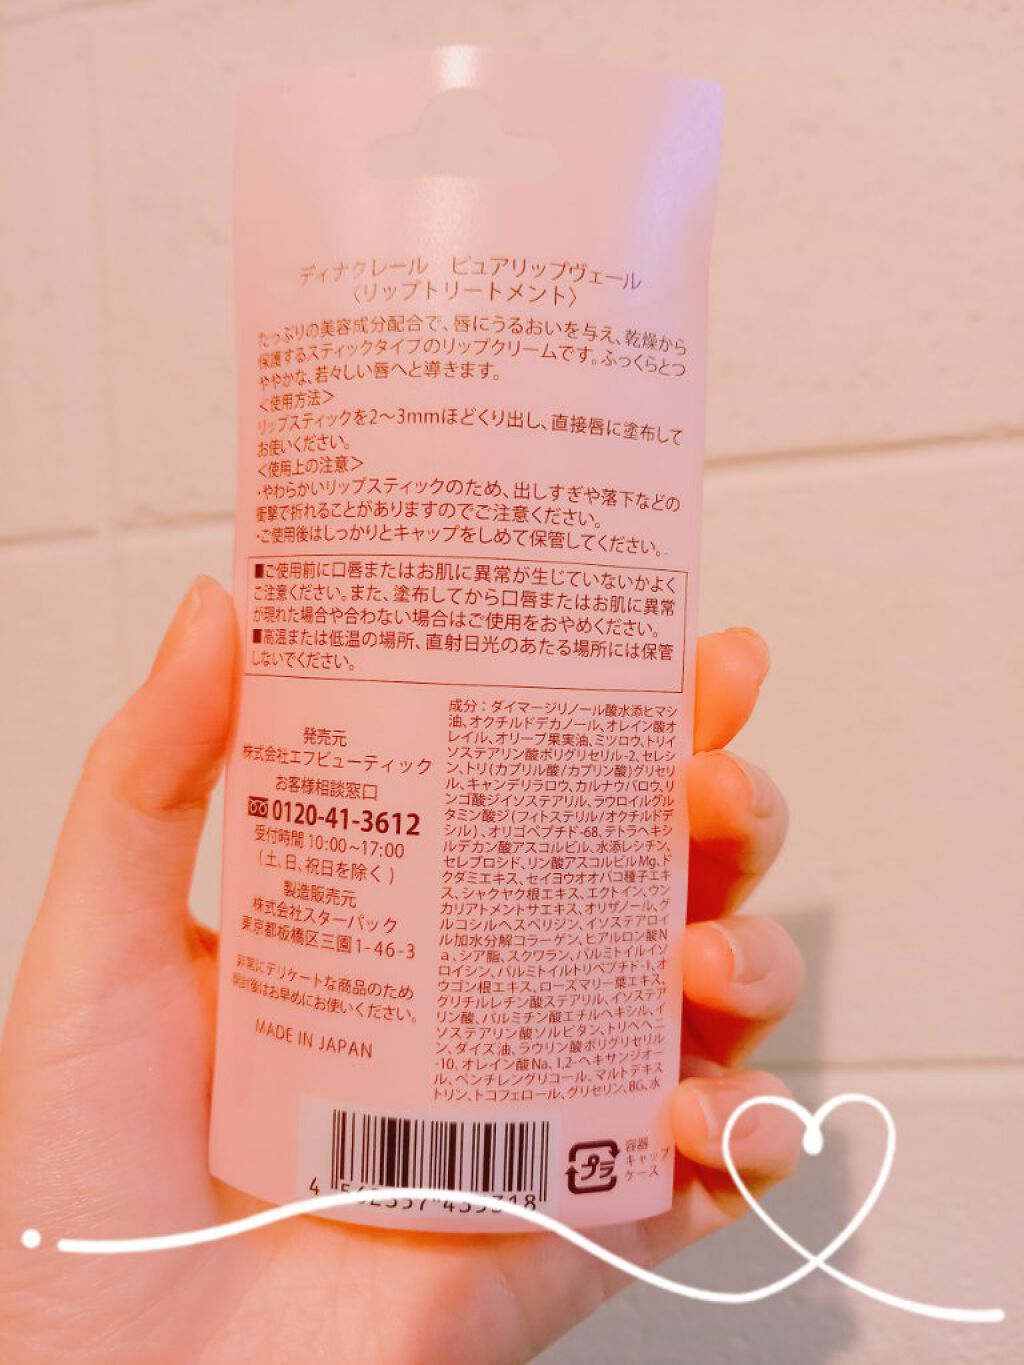 ディナクレール　ピュアリップヴェール
〈リップトリートメント〉
たっぷりの美容成分配合で、唇にうるおいを与え、乾燥から
保護するスティックタイプのリップクリームです。ふっくらとつ
ややかな、若々しい唇へと導きます。
＜使用方法＞
リップスティックを2～3mmほどくり出し、直接唇に塗布して
お使いください。
＜使用上の注意＞
・やわらかいリップスティックのため、出しすぎや落下などの
衝撃で折れることがありますのでご注意ください。
・ご使用後はしっかりとキャップをしめて保管してください。
■ご使用前に口唇またはお肌に異常が生じていないかよく
ご注意ください。また、塗布してから口唇またはお肌に異常
が現れた場合や合わない場合はご使用をおやめください。
■高温または低温の場所、直射日光のあたる場所には保管
しないでください。
発売元
株式会社エフビューティック
お客様相談窓口
0120-41-3612
受付時間 10:00～17:00
（土、日、祝日を除く）
製造販売元
株式会社スターパック
東京都板橋区三園1-46-3
非常にデリケートな商品のため
開封後はお早めにお使いください。
MADE IN JAPAN
成分：ダイマージリノール酸水添ヒマシ
油、オクチルドデカノール、オレイン酸オ
レイル、オリーブ果実油、ミツロウ、トリイ
ソステアリン酸ポリグリセリル-2、セレシ
ン、トリ(カプリル酸/カプリン酸)グリセリ
ル、キャンデリラロウ、カルナウバロウ、リ
ンゴ酸ジイソステアリル、ラウロイルグル
タミン酸ジ(フィトステリル/オクチルドデ
シル)、オリゴペプチド-68、テトラヘキシ
ルデカン酸アスコルビル、水添レシチン、
セレブロシド、リン酸アスコルビルMg、ド
クダミエキス、セイヨウオオバコ種子エキ
ス、シャクヤク根エキス、エクトイン、ウン
カリアトメントサエキス、オリザノール、グ
ルコシルヘスペリジン、イソステアロイ
ル加水分解コラーゲン、ヒアルロン酸N
a、シア脂、スクワラン、パルミトイルイソ
ロイシン、パルミトイルトリペプチド-1、オ
ウゴン根エキス、ローズマリー葉エキス、
グリチルレチン酸ステアリル、イソステア
リン酸、パルミチン酸エチルヘキシル、イ
ソステアリン酸ソルビタン、トリベヘニ
ン、ダイズ油、ラウリン酸ポリグリセリル
-10、オレイン酸Na、1,2-ヘキサンジオー
ル、ペンチレングリコール、マルトデキス
トリン、トコフェロール、グリセリン、BG、水
プラ
容器
キャップ
ケース